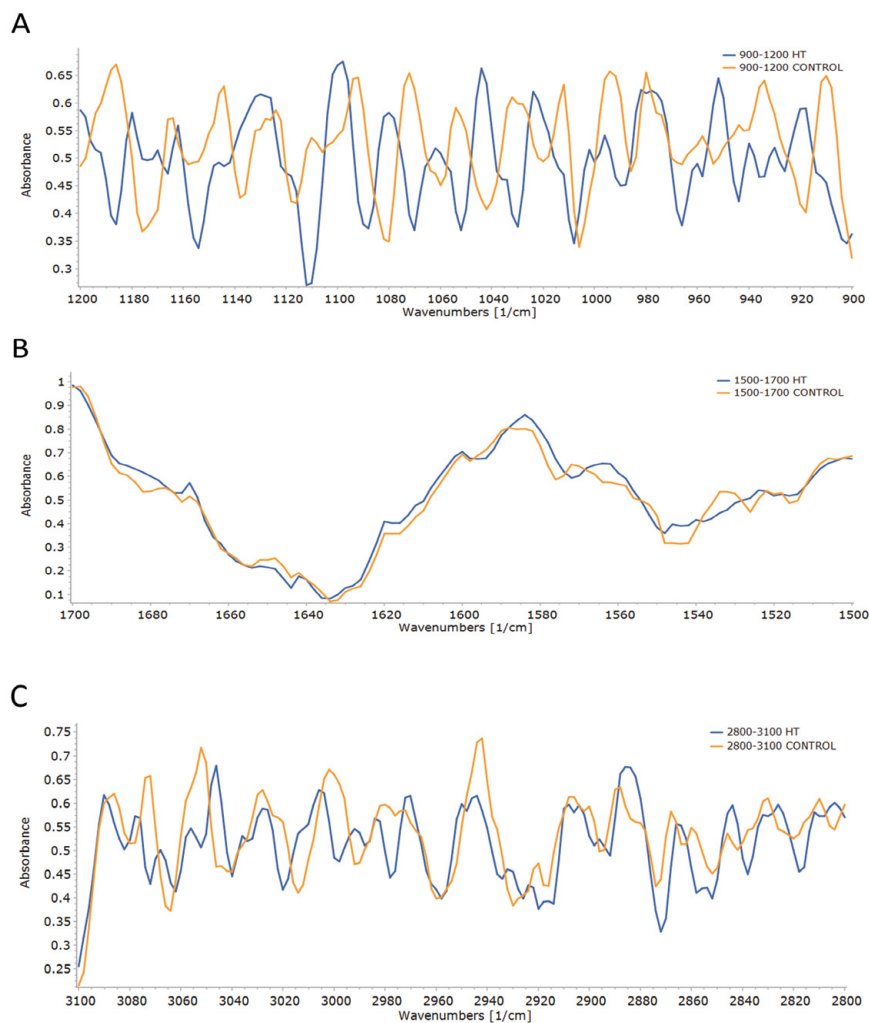 A
900-1200 HT
900-1200 CONTROL
0.65
0.6
0.55
0.5
0.45
0.4
0.35
0.3
Absorbance
1200 1180 1160 1140 1120 1100 1080 1060 1040 1020 1000 980 960 940 920 900
Wavenumbers [1/cm]
B
1500-1700 HT
1500-1700 CONTROL
1
0.9
0.8
0.7
0.6
0.5
0.4
0.3
0.2
0.1
Absorbance
1700 1680 1660 1640 1620 1600 1580 1560 1540 1520 1500
Wavenumbers [1/cm]
C
2800-3100 HT
2800-3100 CONTROL
0.75
0.7
0.65
0.6
0.55
0.5
0.45
0.4
0.35
0.3
0.25
Absorbance
3100 3080 3060 3040 3020 3000 2980 2960 2940 2920 2900 2880 2860 2840 2820 2800
Wavenumbers [1/cm]